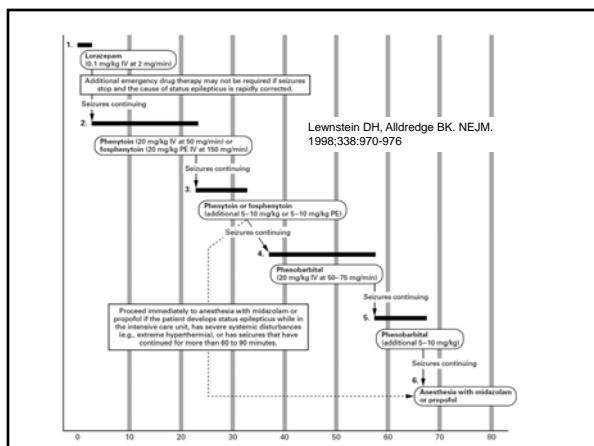 1.
Lorazepam
(0.1 mg/kg IV at 2 mg/min)
Additional emergency drug therapy may not be required if seizures
stop and the cause of status epilepticus is rapidly corrected.
Seizures continuing
2.
Lewnstein DH, Alldredge BK. NEJM.
1998;338:970-976
Phenytoin (20 mg/kg IV at 50 mg/min) or
fosphenytoin (20 mg/kg PE IV at 150 mg/min)
Seizures continuing
3.
Phenytoin or fosphenytoin
(additional 5–10 mg/kg or 5–10 mg/kg PE)
Seizures continuing
4.
Phenobarbital
(20 mg/kg IV at 50–75 mg/min)
Seizures continuing
5.
Proceed immediately to anesthesia with midazolam or
propofol if the patient develops status epilepticus while in
the intensive care unit, has severe systemic disturbances
(e.g., extreme hyperthermia), or has seizures that have
continued for more than 60 to 90 minutes.
Phenobarbital
(additional 5–10 mg/kg)
Seizures continuing
6.
Anesthesia with midazolam
or propofol
0 10 20 30 40 50 60 70 80